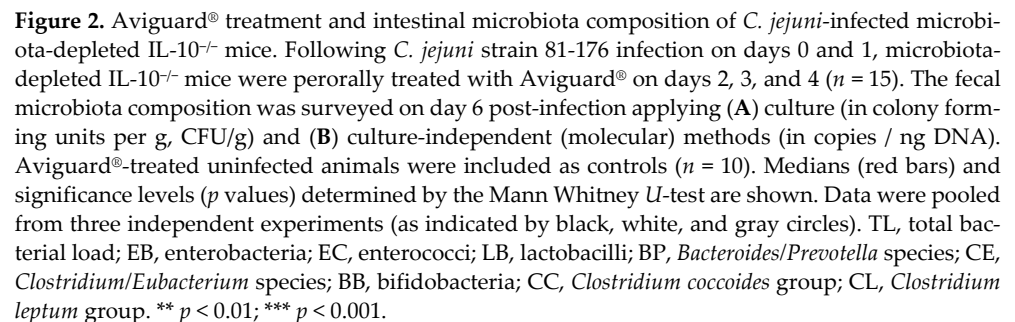 Figure 2. Aviguard® treatment and intestinal microbiota composition of C. jejuni-infected microbi-
ota-depleted IL-10−/− mice. Following C. jejuni strain 81-176 infection on days 0 and 1, microbiota-
depleted IL-10−/− mice were perorally treated with Aviguard® on days 2, 3, and 4 (n = 15). The fecal
microbiota composition was surveyed on day 6 post-infection applying (A) culture (in colony form-
ing units per g, CFU/g) and (B) culture-independent (molecular) methods (in copies / ng DNA).
Aviguard®-treated uninfected animals were included as controls (n = 10). Medians (red bars) and
significance levels (p values) determined by the Mann Whitney U-test are shown. Data were pooled
from three independent experiments (as indicated by black, white, and gray circles). TL, total bac-
terial load; EB, enterobacteria; EC, enterococci; LB, lactobacilli; BP, Bacteroides/Prevotella species; CE,
Clostridium/Eubacterium species; BB, bifidobacteria; CC, Clostridium coccoides group; CL, Clostridium
leptum group. ** p < 0.01; *** p < 0.001.